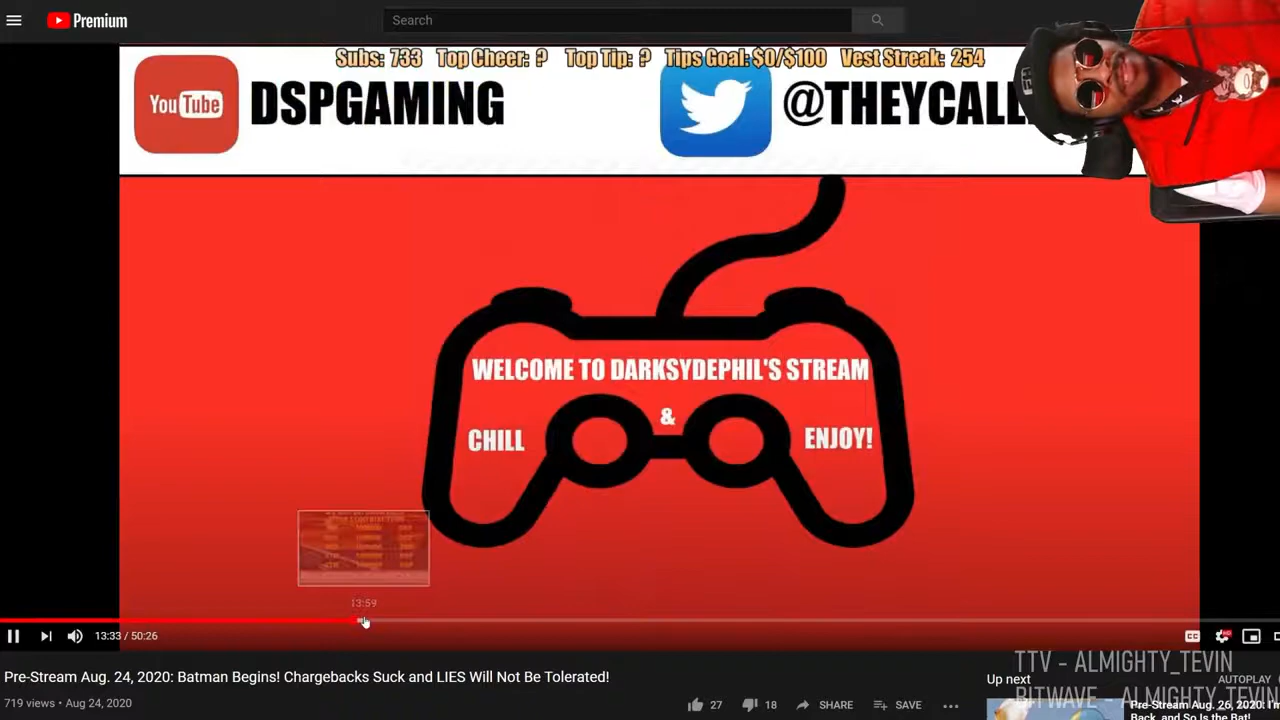 Premium
Search
Subs: 733 Top Cheer: ? Top Tip: ? Tips Goal: $0/$100 Vest Streak: 254
YouTube DSPGAMING @THEYCALL
WELCOME TO DARKSYDEPHIL'S STREAM
&
CHILL ENJOY!
13:59
13:33 / 50:26
Pre-Stream Aug. 24, 2020: Batman Begins! Chargebacks Suck and LIES Will Not Be Tolerated!
719 views • Aug 24, 2020
27 18 SHARE SAVE
TTV - ALMIGHTY_TEVIN
BITWAVE - ALMIGHTY_TEVIN
Up next AUTOPLAY
Pre-Stream Aug. 26, 2020: I'm
Back, and So Is the Bat!